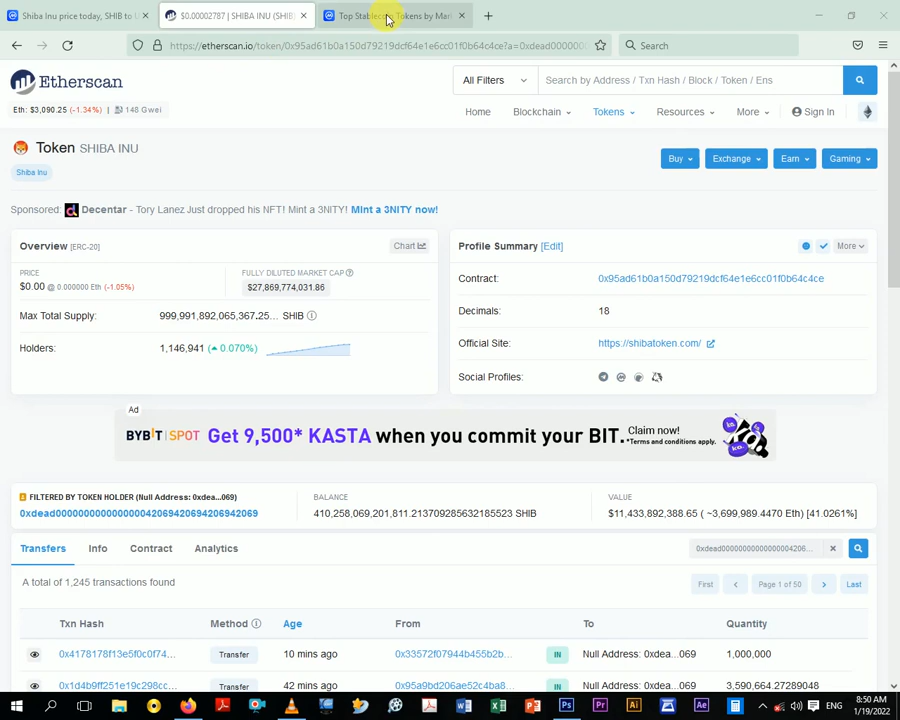 Shiba Inu price today, SHIB to U
$0.00002787 | SHIBA INU (SHIB
Top Stablecoin Tokens by Mar
https://etherscan.io/token/0x95ad61b0a150d79219dcf64e1e6cc01f0b64c4ce?a=0xdead0000
Search
Etherscan
All Filters
Search by Address / Txn Hash / Block / Token / Ens
Eth: $3,090.25 (-1.34%) | 148 Gwei
Home Blockchain Tokens Resources More Sign In
Token SHIBA INU
Buy Exchange Earn Gaming
Shiba Inu
Sponsored: Decentar - Tory Lanez Just dropped his NFT! Mint a 3NITY! Mint a 3NITY now!
Overview [ERC-20] Chart
Profile Summary [Edit] More
PRICE
$0.00 @ 0.000000 Eth (-1.05%)
FULLY DILUTED MARKET CAP
$27,869,774,031.86
Contract: 0x95ad61b0a150d79219dcf64e1e6cc01f0b64c4ce
Max Total Supply: 999,991,892,065,367.25... SHIB
Decimals: 18
Holders: 1,146,941 (0.070%)
Official Site: https://shibatoken.com/
Social Profiles:
Ad
BYBIT | SPOT Get 9,500* KASTA when you commit your BIT. Claim now!
*Terms and conditions apply.
FILTERED BY TOKEN HOLDER (Null Address: 0xdea...069)
0xdead000000000000000042069420694206942069
BALANCE
410,258,069,201,811.213709285632185523 SHIB
VALUE
$11,433,892,388.65 ( ~3,699,989.4470 Eth) [41.0261%]
Transfers Info Contract Analytics
0xdead00000000000000004206...
A total of 1,245 transactions found
First Page 1 of 50 Last
Txn Hash Method Age From To Quantity
0x4178178f13e5f0c0f74... Transfer 10 mins ago 0x33572f07944b455b2b... IN Null Address: 0xdea...069 1,000,000
0x1d4b9ff251e19c298cc... Transfer 42 mins ago 0x95a9bd206ae52c4ba8... IN Null Address: 0xdea...069 3,590,664.27289048
ENG
8:50 AM
1/19/2022